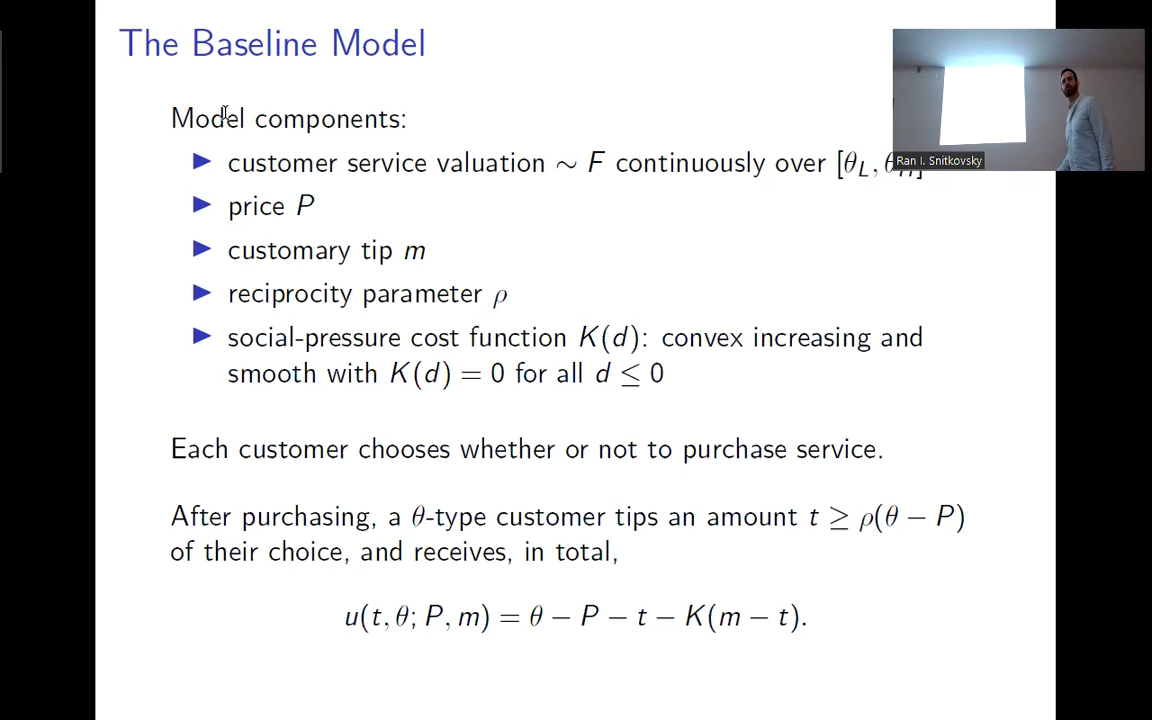 The Baseline Model
Model components:
▶ customer service valuation ∼ F continuously over [θ_L, θ_H]
▶ price P
▶ customary tip m
▶ reciprocity parameter ρ
▶ social-pressure cost function K(d): convex increasing and
smooth with K(d) = 0 for all d ≤ 0
Each customer chooses whether or not to purchase service.
After purchasing, a θ-type customer tips an amount t ≥ ρ(θ − P)
of their choice, and receives, in total,
u(t, θ; P, m) = θ − P − t − K(m − t).
Ran I. Snitkovsky